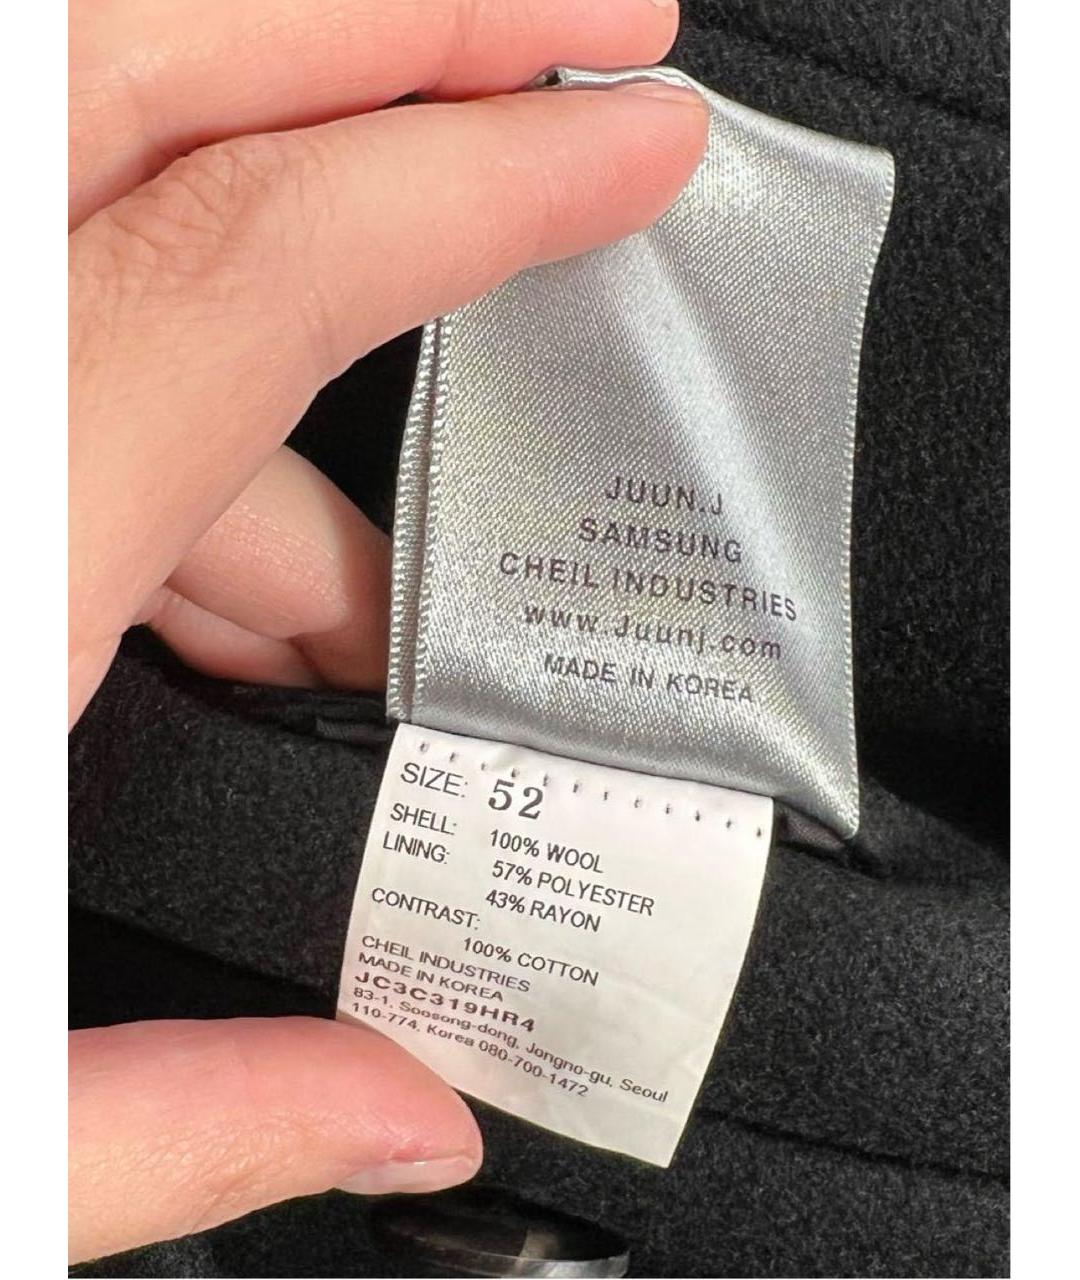 JUUN.J
SAMSUNG
CHEIL INDUSTRIES
www.Juunj.com
MADE IN KOREA
SIZE: 52
SHELL: 100% WOOL
LINING: 57% POLYESTER
43% RAYON
CONTRAST:
100% COTTON
CHEIL INDUSTRIES
MADE IN KOREA
JC3C319HR4
83-1, Soosong-dong, Jongno-gu, Seoul
110-774, Korea 080-700-1472